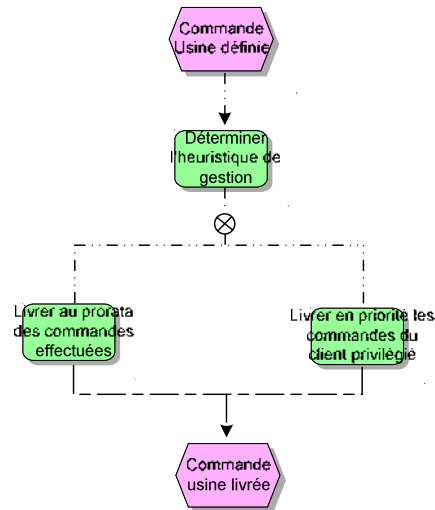 Commande
Usine définie
Déterminer
l'heuristique de
gestion
Livrer au prorata
des commandes
effectuées
Livrer en priorité les
commandes du
client privilégié
Commande
usine livrée